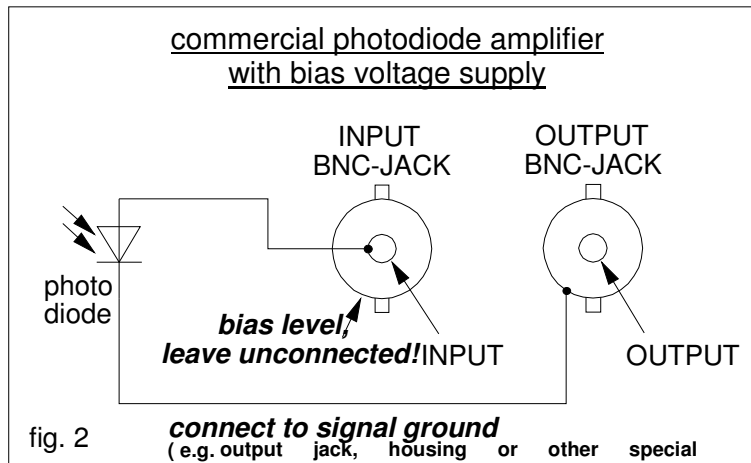 commercial photodiode amplifier
with bias voltage supply
INPUT
BNC-JACK
OUTPUT
BNC-JACK
photo
diode
bias level,
leave unconnected!
INPUT
OUTPUT
fig. 2
connect to signal ground
( e.g. output jack, housing or other special